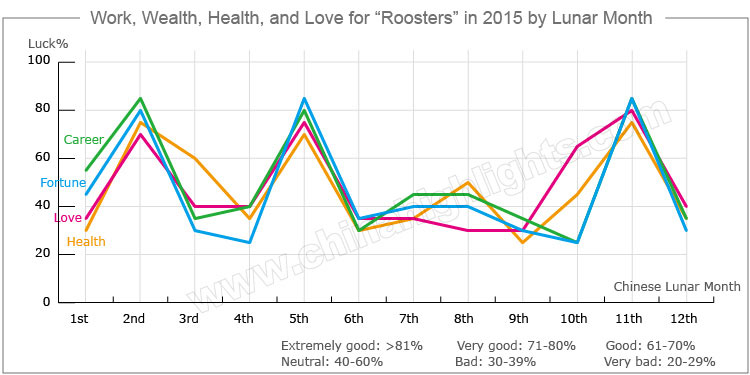 Work, Wealth, Health, and Love for “Roosters” in 2015 by Lunar Month
Luck%
100
80
Career
60
Fortune
40
Love
Health
20
www.chinahighlights.com
Chinese Lunar Month
0
1st 2nd 3rd 4th 5th 6th 7th 8th 9th 10th 11th 12th
Extremely good: >81% Very good: 71-80% Good: 61-70%
Neutral: 40-60% Bad: 30-39% Very bad: 20-29%